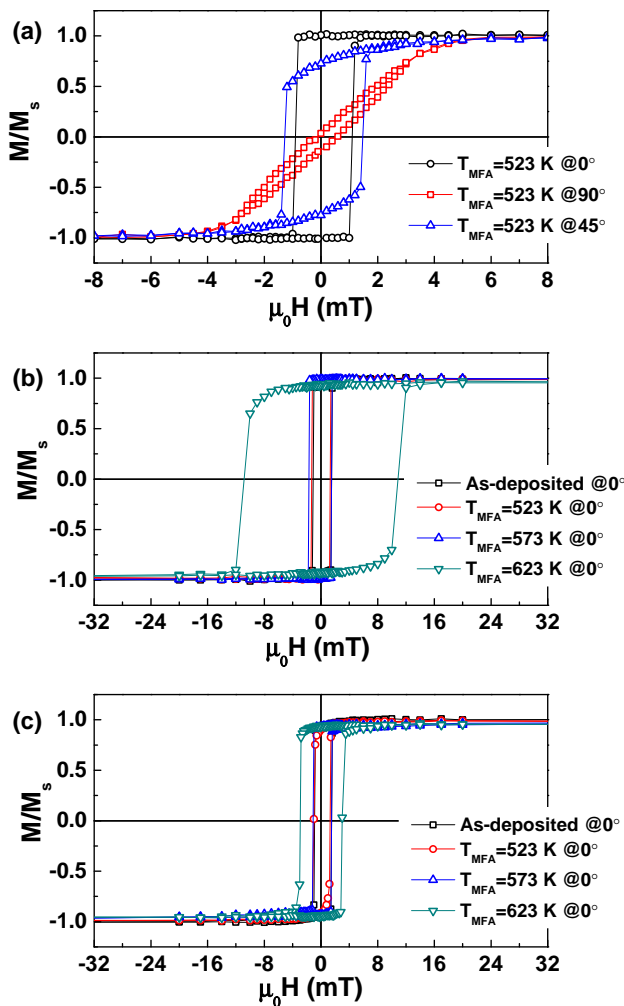 (a)
1.0
0.5
0.0
-0.5
-1.0
M/Ms
T_MFA=523 K @0°
T_MFA=523 K @90°
T_MFA=523 K @45°
-8 -6 -4 -2 0 2 4 6 8
μ₀H (mT)
(b)
1.0
0.5
0.0
-0.5
-1.0
M/Ms
As-deposited @0°
T_MFA=523 K @0°
T_MFA=573 K @0°
T_MFA=623 K @0°
-32 -24 -16 -8 0 8 16 24 32
μ₀H (mT)
(c)
1.0
0.5
0.0
-0.5
-1.0
M/Ms
As-deposited @0°
T_MFA=523 K @0°
T_MFA=573 K @0°
T_MFA=623 K @0°
-32 -24 -16 -8 0 8 16 24 32
μ₀H (mT)